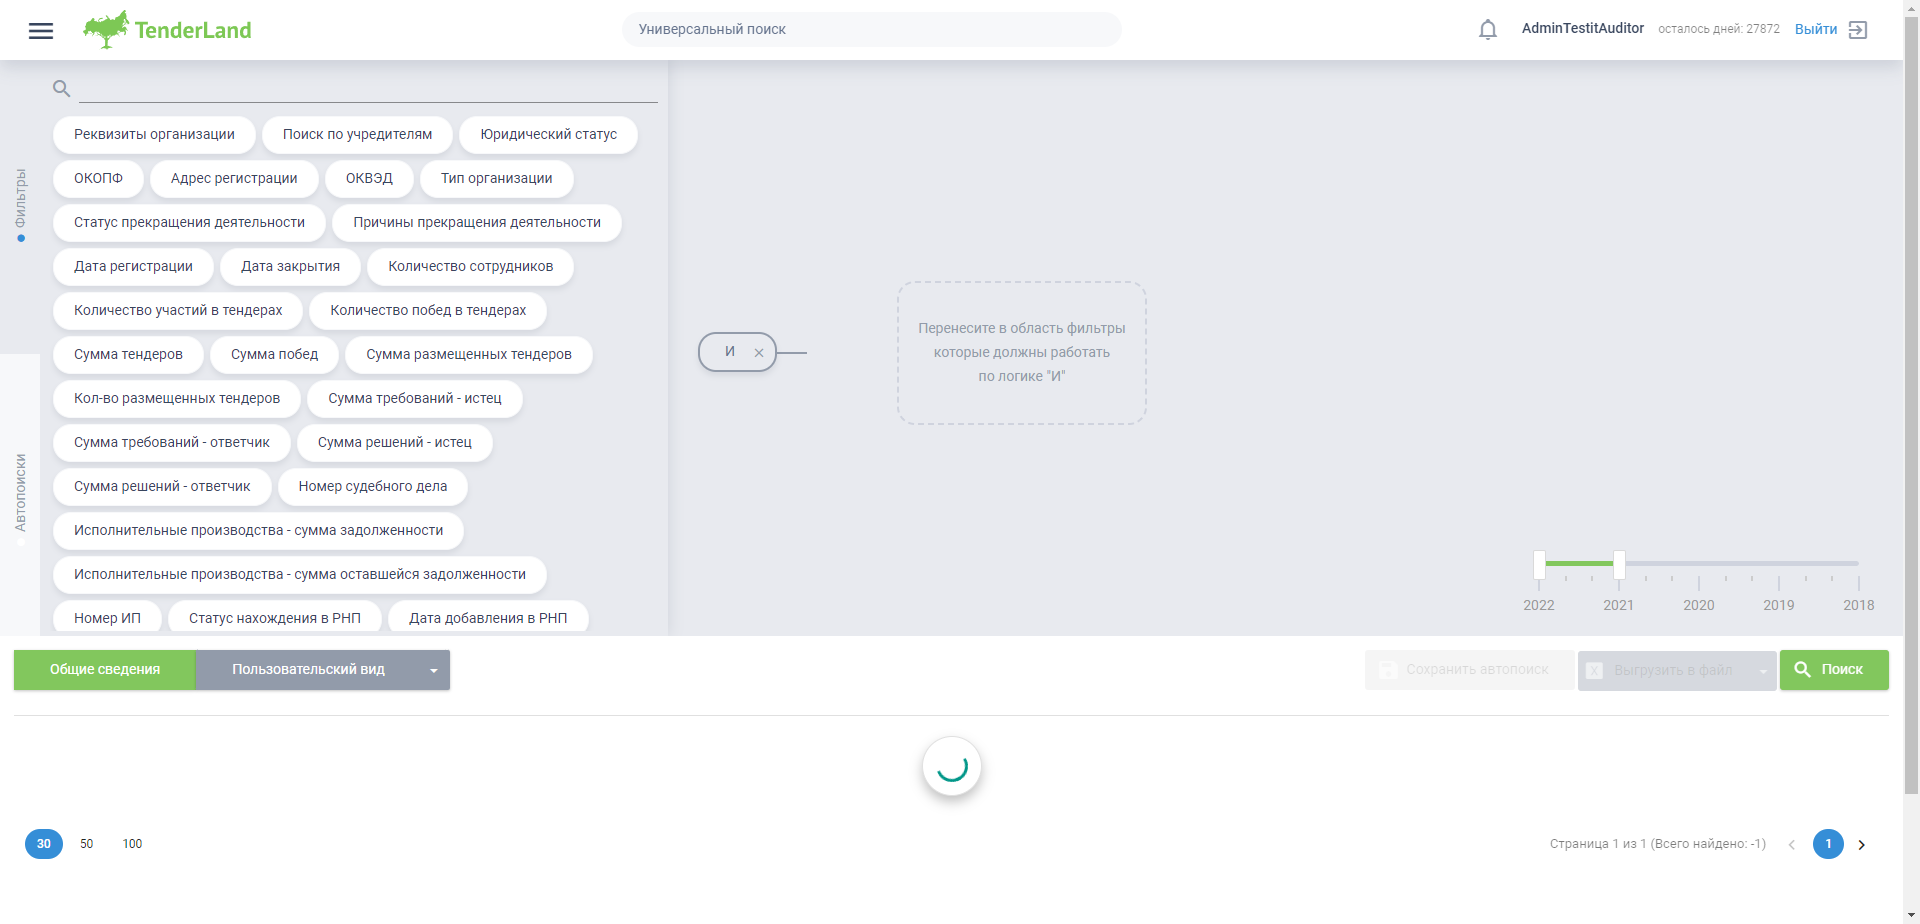 TenderLand
Универсальный поиск
AdminTestitAuditor
осталось дней: 27872
Выйти
Фильтры
Автопоиски
Реквизиты организации
Поиск по учредителям
Юридический статус
ОКОПФ
Адрес регистрации
ОКВЭД
Тип организации
Статус прекращения деятельности
Причины прекращения деятельности
Дата регистрации
Дата закрытия
Количество сотрудников
Количество участий в тендерах
Количество побед в тендерах
Сумма тендеров
Сумма побед
Сумма размещенных тендеров
Кол-во размещенных тендеров
Сумма требований - истец
Сумма требований - ответчик
Сумма решений - истец
Сумма решений - ответчик
Номер судебного дела
Исполнительные производства - сумма задолженности
Исполнительные производства - сумма оставшейся задолженности
Номер ИП
Статус нахождения в РНП
Дата добавления в РНП
И
Перенесите в область фильтры
которые должны работать
по логике "И"
2022
2021
2020
2019
2018
Общие сведения
Пользовательский вид
Сохранить автопоиск
X
Выгрузить в файл
Поиск
30
50
100
Страница 1 из 1 (Всего найдено: -1)
1